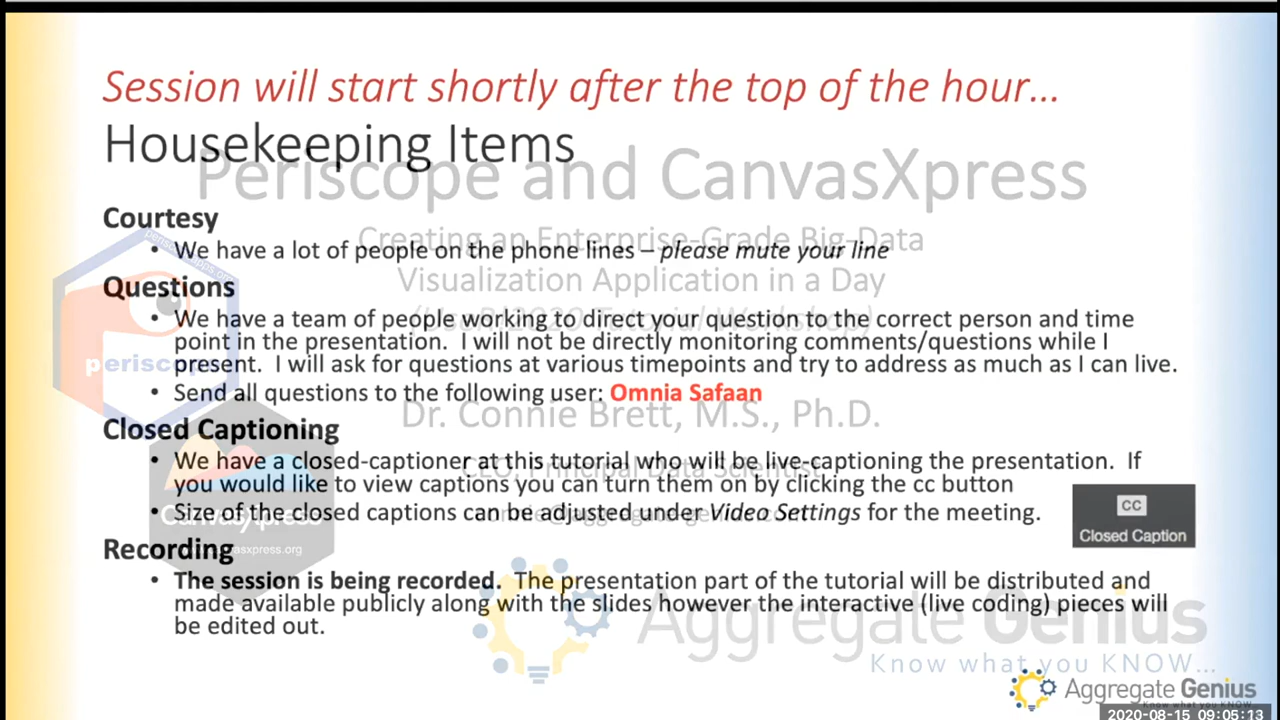 Session will start shortly after the top of the hour...
Housekeeping Items
Periscope and CanvasXpress
Courtesy
Creating an Enterprise-Grade Big-Data
• We have a lot of people on the phone lines – please mute your line
Visualization Application in a Day
Questions
• We have a team of people working to direct your question to the correct person and time
point in the presentation. I will not be directly monitoring comments/questions while I
present. I will ask for questions at various timepoints and try to address as much as I can live.
• Send all questions to the following user: Omnia Safaan
Dr. Connie Brett, M.S., Ph.D.
Closed Captioning
• We have a closed-captioner at this tutorial who will be live-captioning the presentation. If
you would like to view captions you can turn them on by clicking the cc button
• Size of the closed captions can be adjusted under Video Settings for the meeting.
CC
Closed Caption
Recording
• The session is being recorded. The presentation part of the tutorial will be distributed and
made available publicly along with the slides however the interactive (live coding) pieces will
be edited out.
Aggregate Genius
Know what you KNOW...
Aggregate Genius
Know what you KNOW
2020-08-15 09:05:13